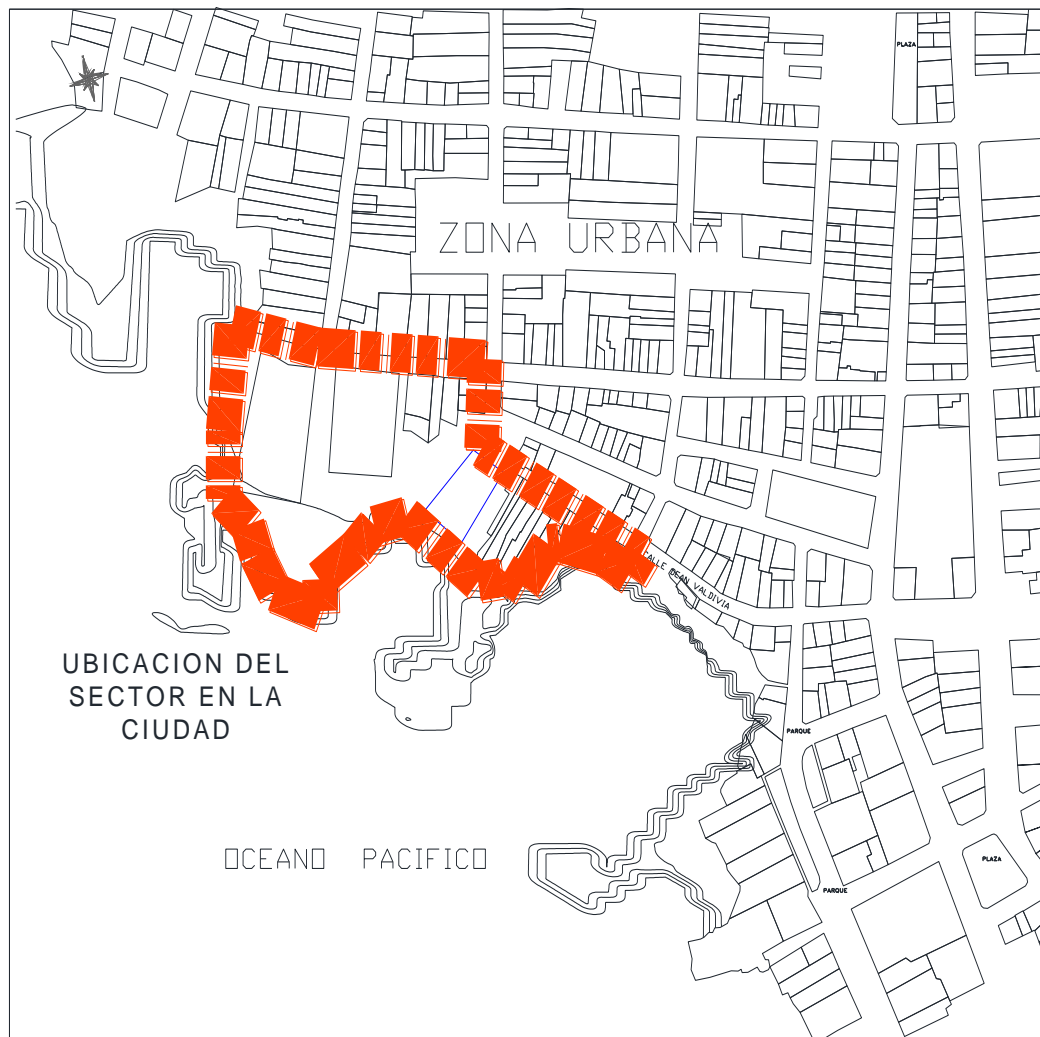 PLAZA
ZONA URBANA
CALLE DEAN VALDIVIA
UBICACION DEL
SECTOR EN LA
CIUDAD
PARQUE
OCEANO PACIFICO
PLAZA
PARQUE